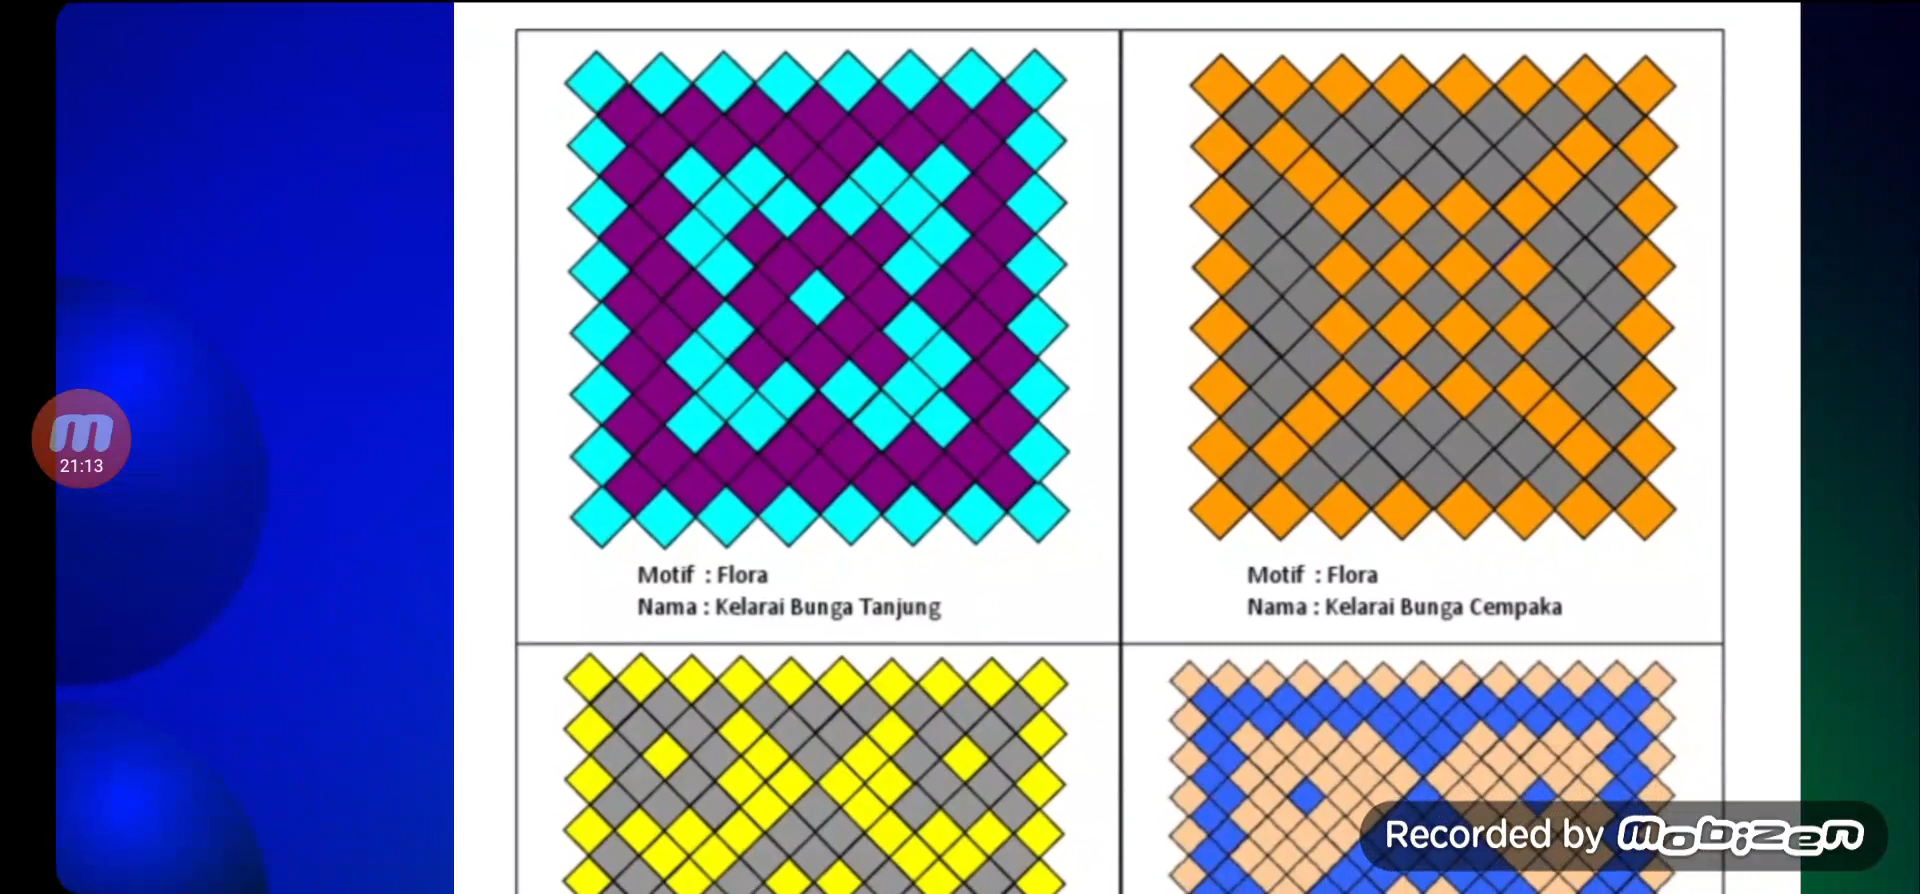 Motif : Flora
Nama : Kelarai Bunga Tanjung
Motif : Flora
Nama : Kelarai Bunga Cempaka
21:13
Recorded by Mobizen